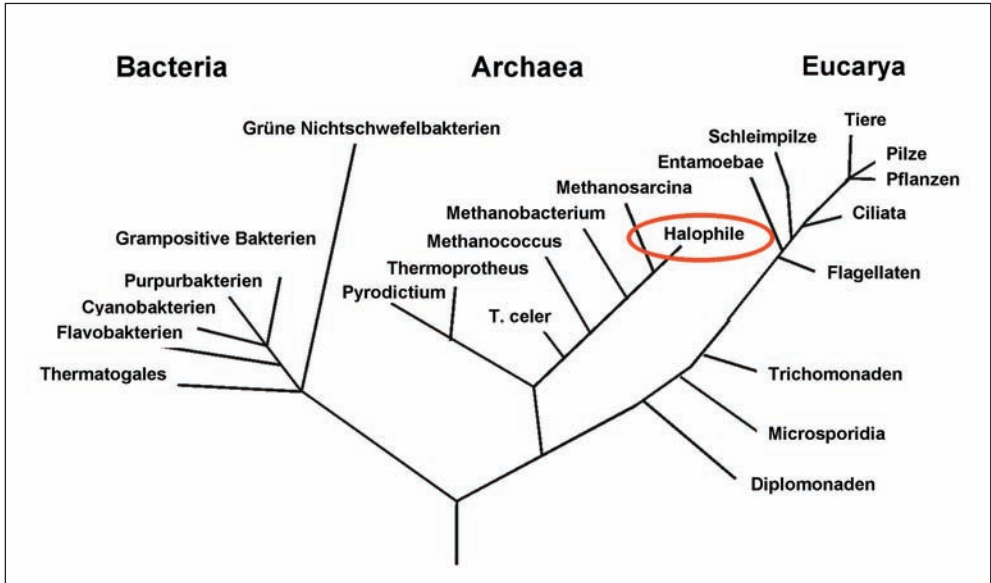 Bacteria
Archaea
Eucarya
Grüne Nichtschwefelbakterien
Grampositive Bakterien
Purpurbakterien
Cyanobakterien
Flavobakterien
Thermatogales
Methanosarcina
Methanobacterium
Halophile
Methanococcus
Thermoprotheus
Pyrodictium
T. celer
Tiere
Schleimpilze
Pilze
Entamoebae
Pflanzen
Ciliata
Flagellaten
Trichomonaden
Microsporidia
Diplomonaden